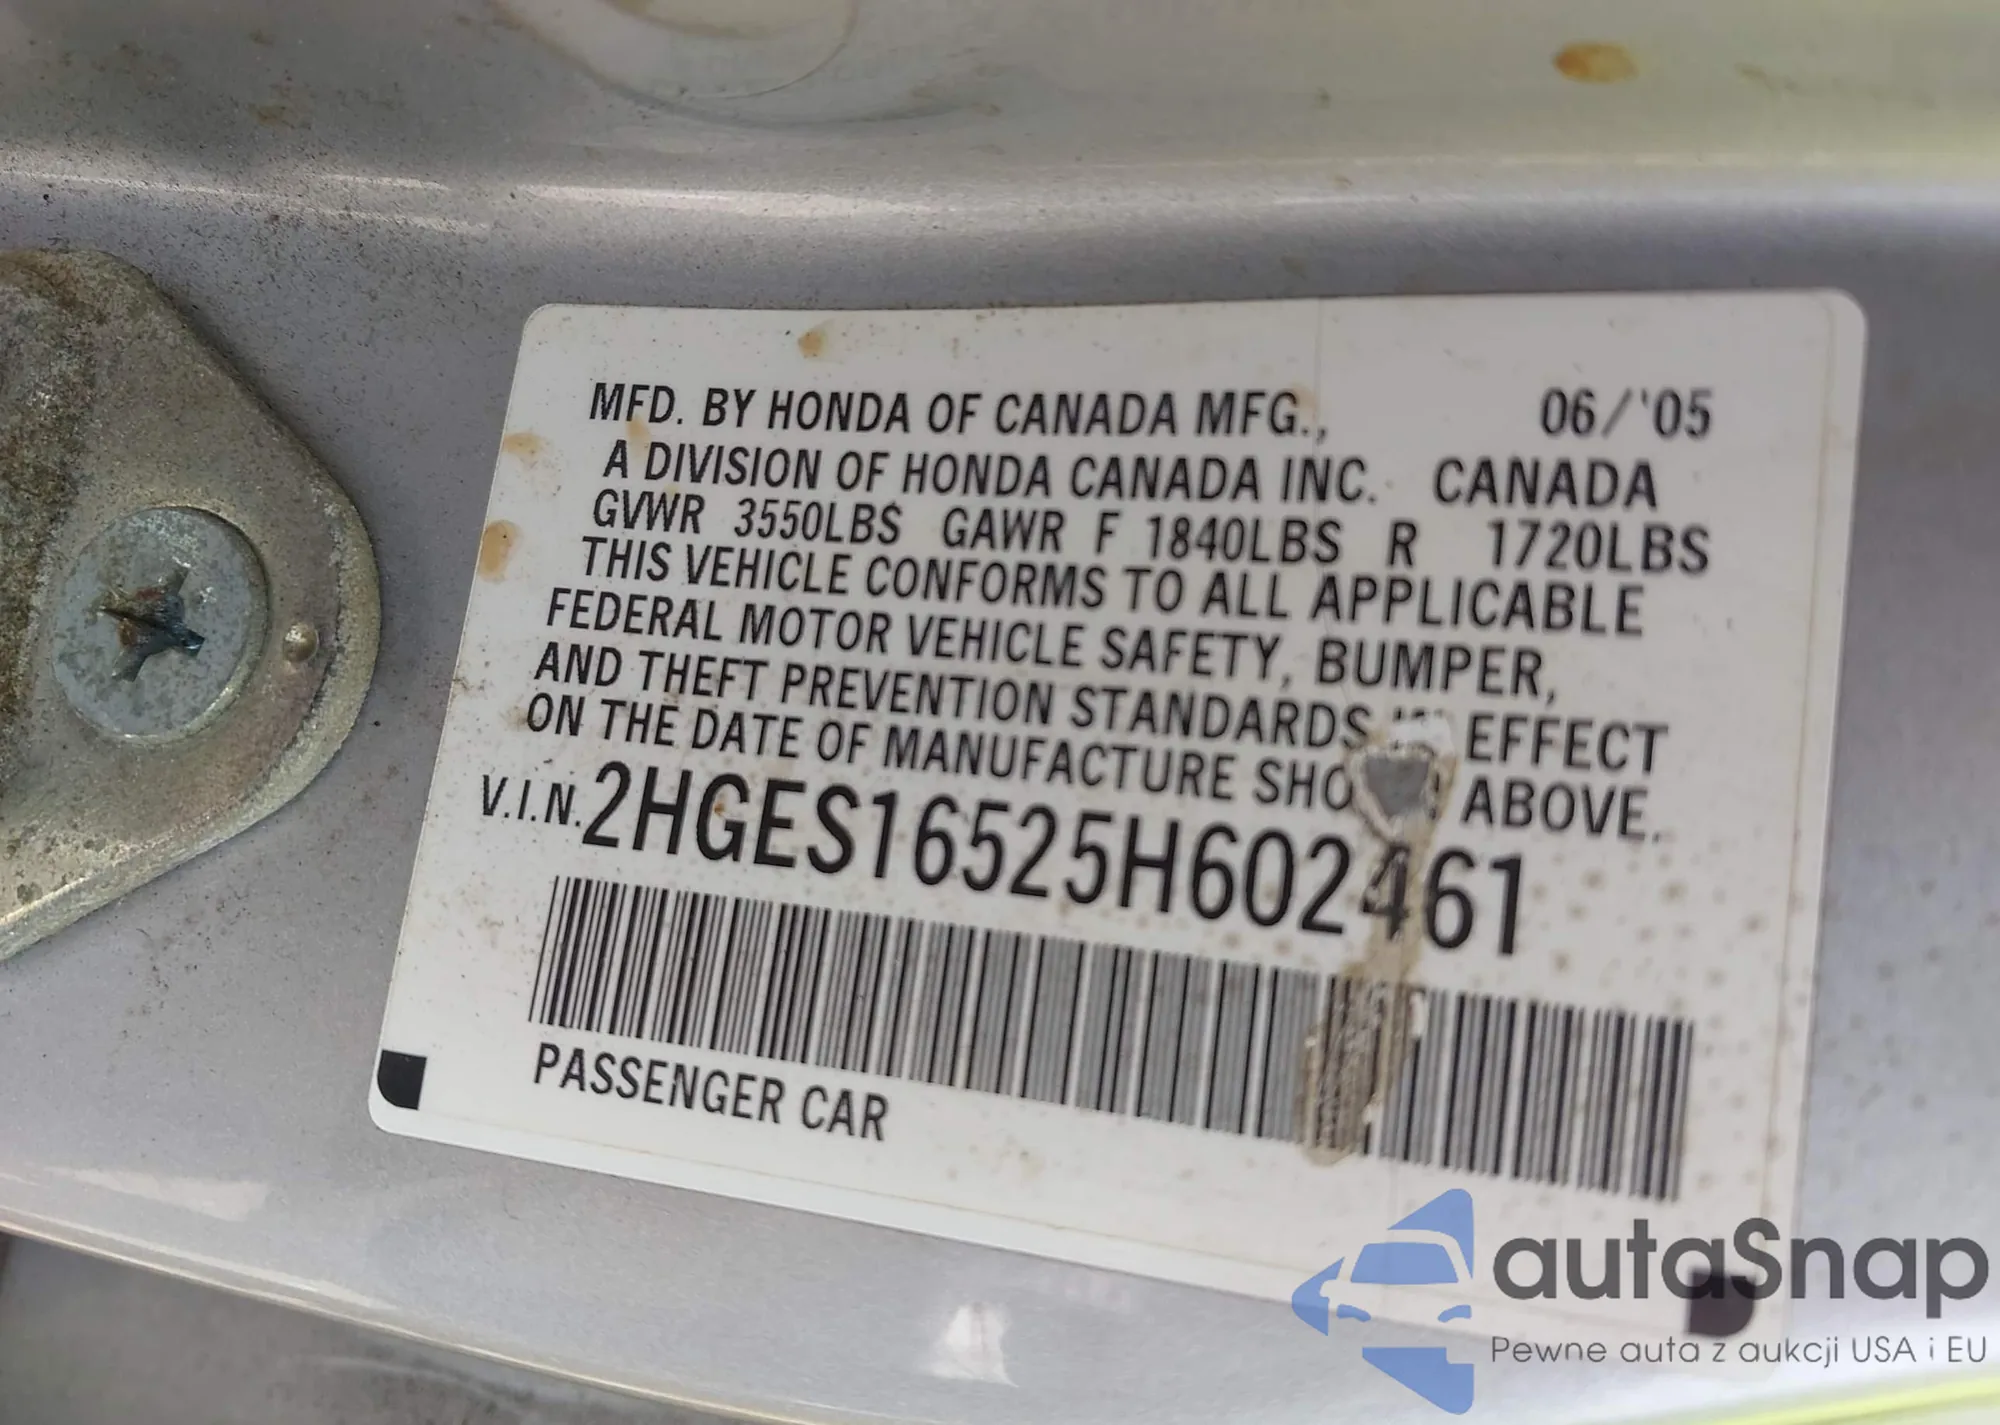 MFD. BY HONDA OF CANADA MFG., 06/'05
A DIVISION OF HONDA CANADA INC. CANADA
GVWR 3550LBS GAWR F 1840LBS R 1720LBS
THIS VEHICLE CONFORMS TO ALL APPLICABLE
FEDERAL MOTOR VEHICLE SAFETY, BUMPER,
AND THEFT PREVENTION STANDARDS EFFECT
ON THE DATE OF MANUFACTURE ABOVE.
V.I.N. 2HGES16525H602461
PASSENGER CAR
autaSnap
Pewne auta z aukcji USA i EU